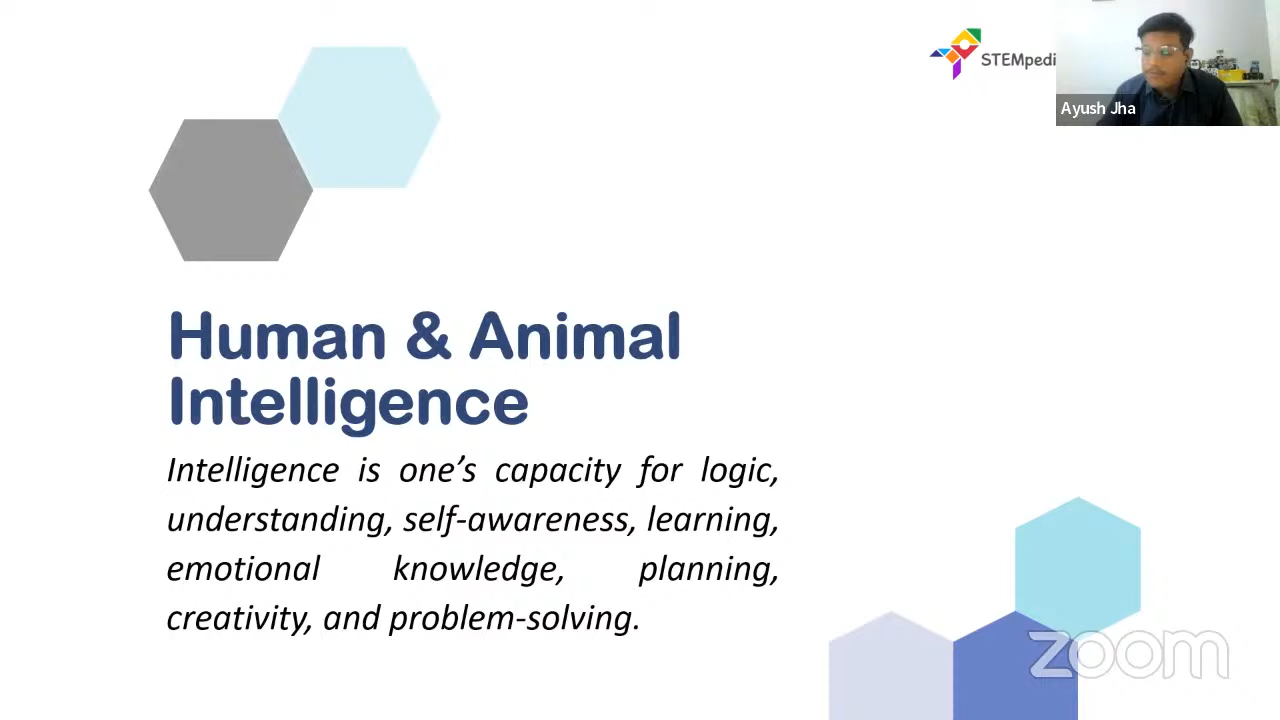 STEMpedi
Ayush Jha
Human & Animal
Intelligence
Intelligence is one’s capacity for logic,
understanding, self-awareness, learning,
emotional knowledge, planning,
creativity, and problem-solving.
zoom